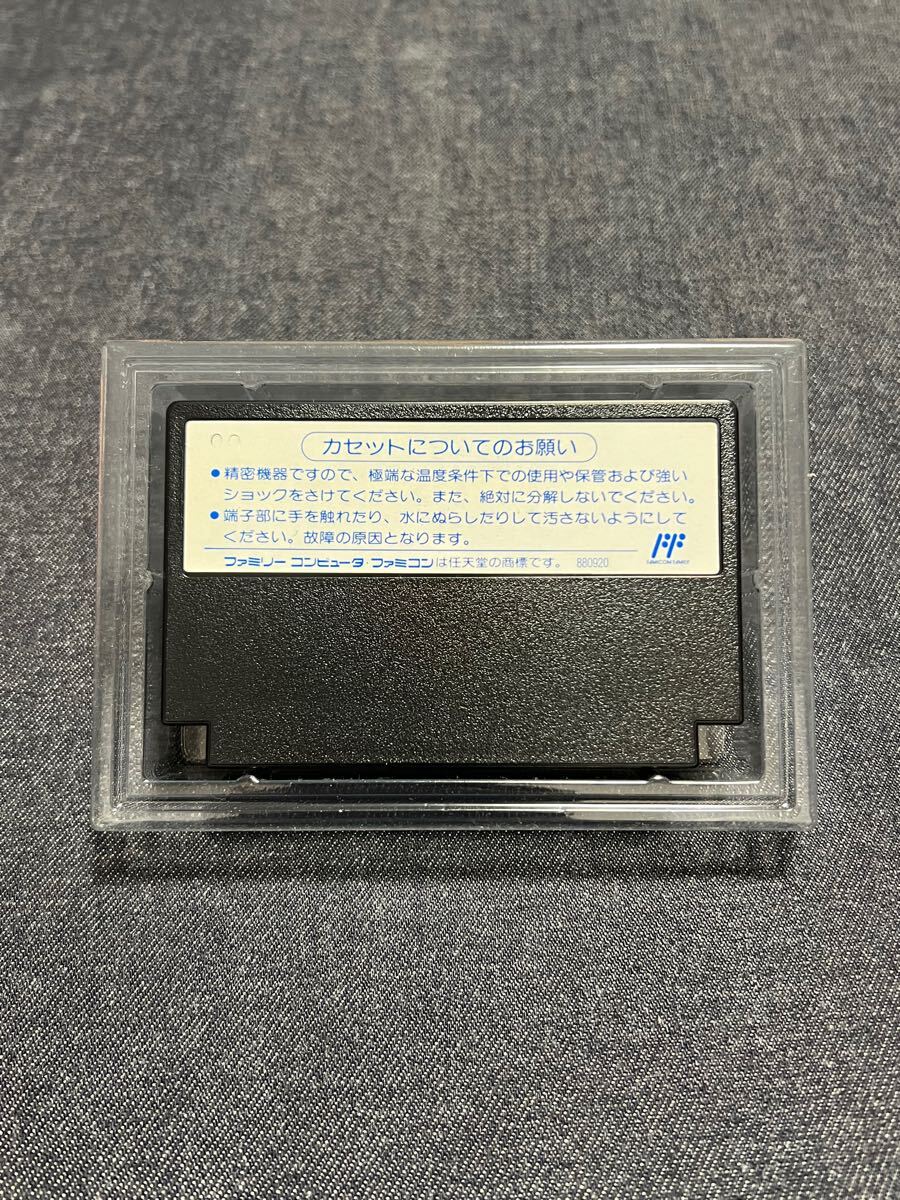 カセットについてのお願い
●精密機器ですので、極端な温度条件下での使用や保管および強い
ショックをさけてください。また、絶対に分解しないでください。
●端子部に手を触れたり、水にぬらしたりして汚さないようにして
ください。故障の原因となります。
ファミリー コンピュータ・ファミコンは任天堂の商標です。 880920
FF
FAMICOM FAMILY